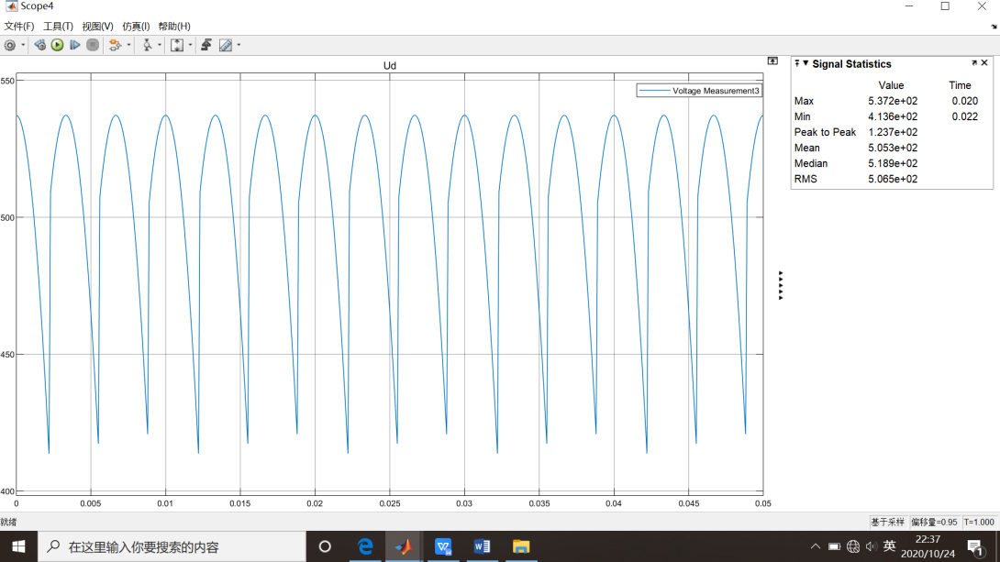 Scope4
文件(F) 工具(T) 视图(V) 仿真(I) 帮助(H)
Ud
Voltage Measurement3
550
500
450
400
0 0.005 0.01 0.015 0.02 0.025 0.03 0.035 0.04 0.045 0.05
Signal Statistics
Value Time
Max 5.372e+02 0.020
Min 4.136e+02 0.022
Peak to Peak 1.237e+02
Mean 5.053e+02
Median 5.189e+02
RMS 5.065e+02
就绪
基于采样 偏移量=0.95 T=1.000
在这里输入你要搜索的内容
英
22:37
2020/10/24
1